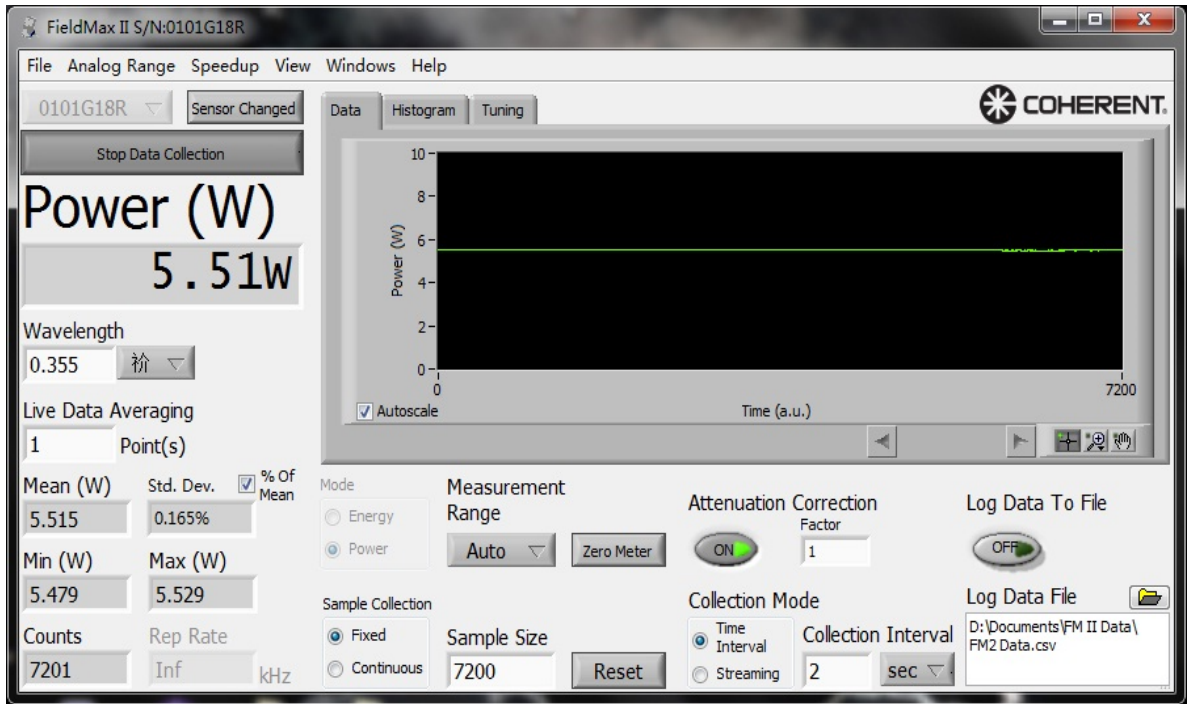 FieldMax II S/N:0101G18R
File Analog Range Speedup View Windows Help
0101G18R
Sensor Changed
Stop Data Collection
Power (W)
5.51W
Wavelength
0.355 祄
Live Data Averaging
1 Point(s)
Mean (W) Std. Dev. % Of Mean
5.515 0.165%
Min (W) Max (W)
5.479 5.529
Counts Rep Rate
7201 Inf kHz
Data Histogram Tuning
COHERENT.
10
8
6
4
2
0
Power (W)
0 7200
Autoscale Time (a.u.)
Mode
Energy
Power
Measurement
Range
Auto Zero Meter
Attenuation Correction
Factor
ON 1
Log Data To File
OFF
Sample Collection
Fixed
Continuous
Sample Size
7200 Reset
Collection Mode
Time
Interval
Streaming
Collection Interval
2 sec
Log Data File
D:\Documents\FM II Data\
FM2 Data.csv